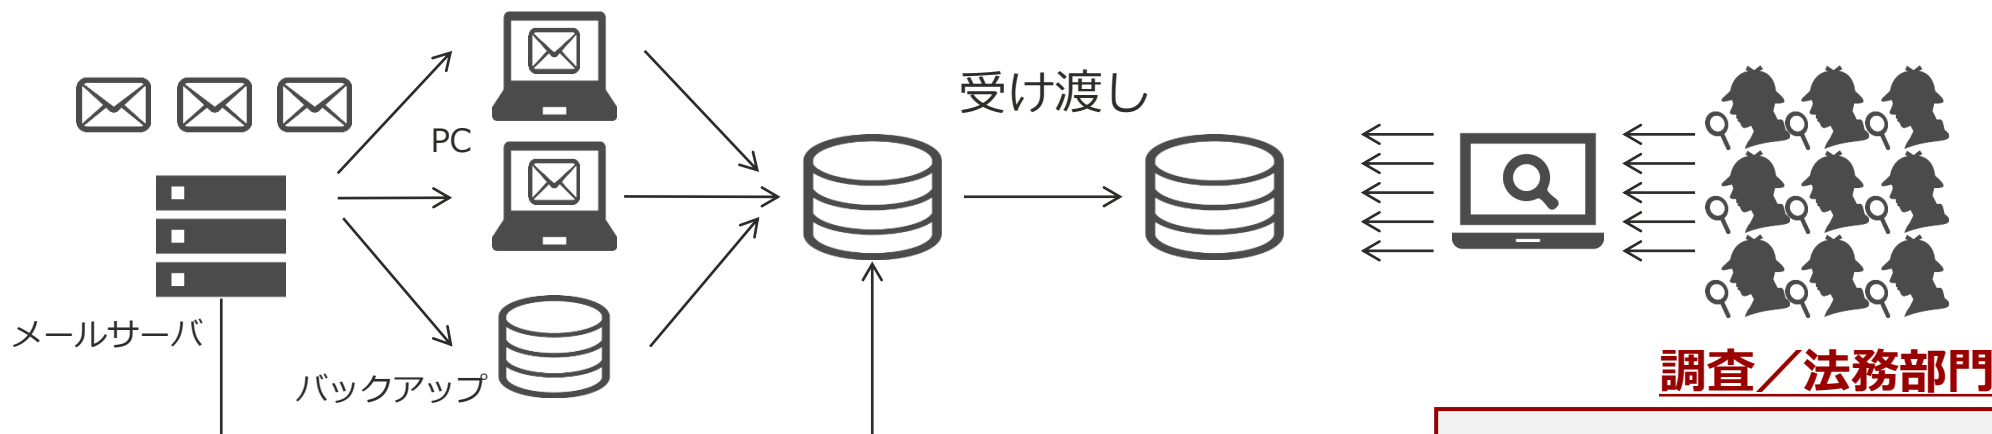 受け渡し
PC
メールサーバ
バックアップ
調査／法務部門